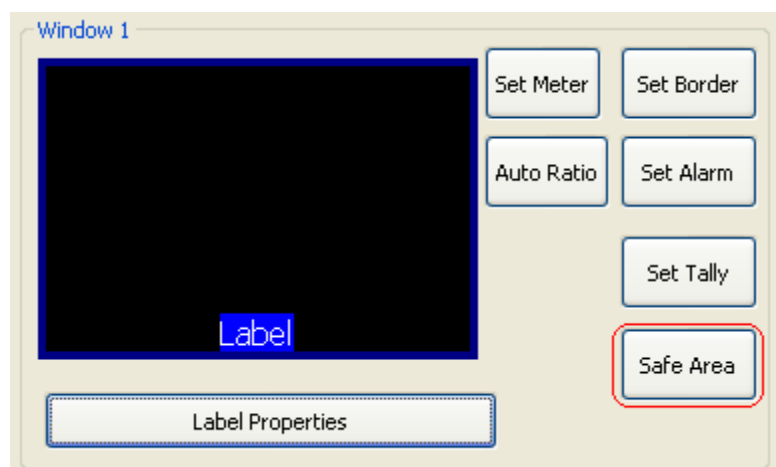 Window 1
Set Meter
Set Border
Auto Ratio
Set Alarm
Set Tally
Label
Safe Area
Label Properties